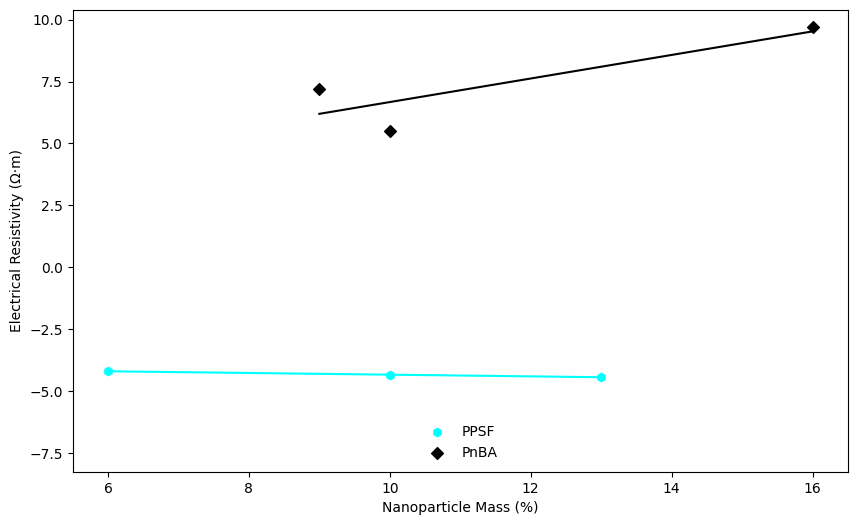 10.0
7.5
5.0
2.5
0.0
−2.5
−5.0
−7.5
Electrical Resistivity (Ω·m)
PPSF
PnBA
6 8 10 12 14 16
Nanoparticle Mass (%)